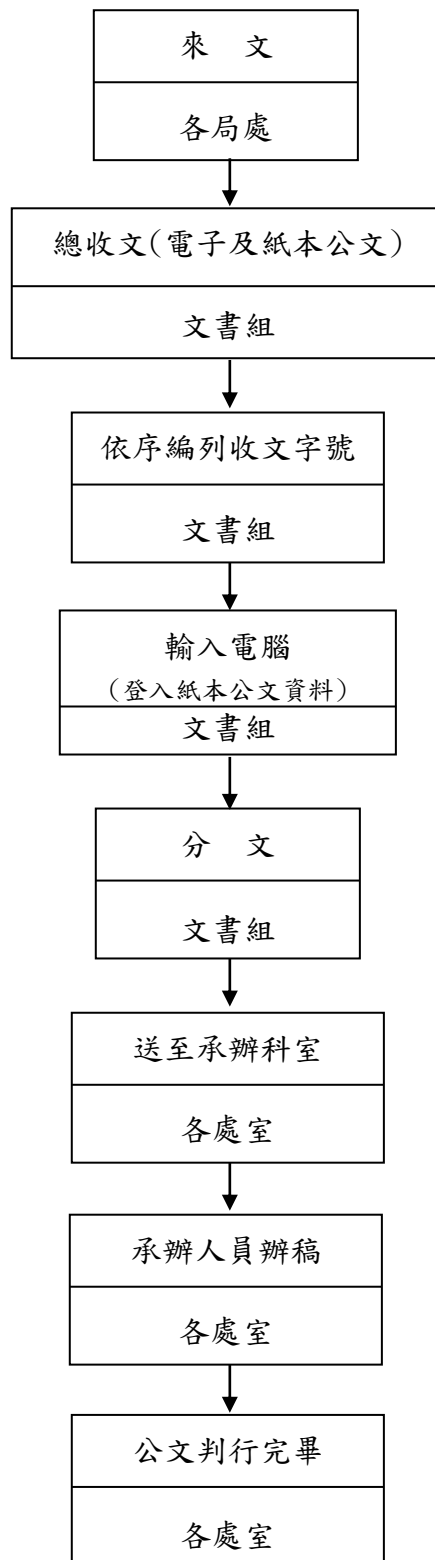 來　文
各局處
總收文(電子及紙本公文)
文書組
依序編列收文字號
文書組
輸入電腦
(登入紙本公文資料)
文書組
分　文
文書組
送至承辦科室
各處室
承辦人員辦稿
各處室
公文判行完畢
各處室